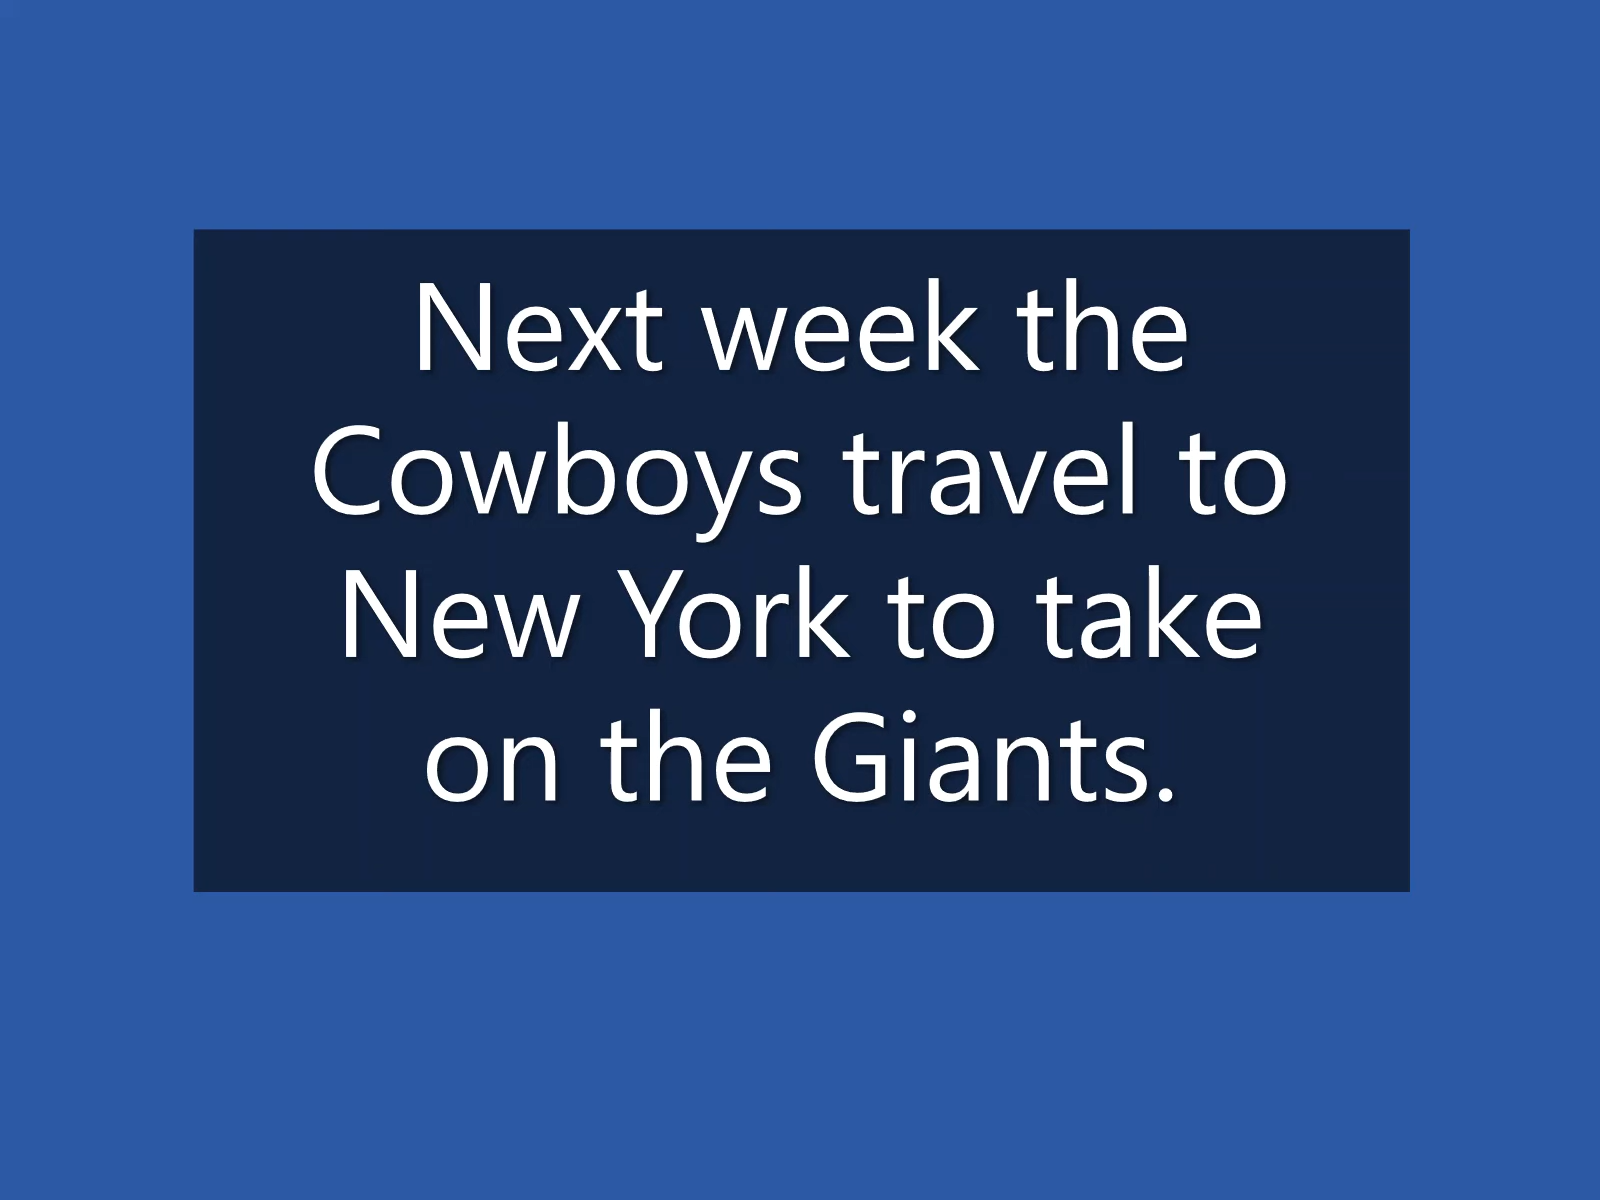 Next week the
Cowboys travel to
New York to take
on the Giants.